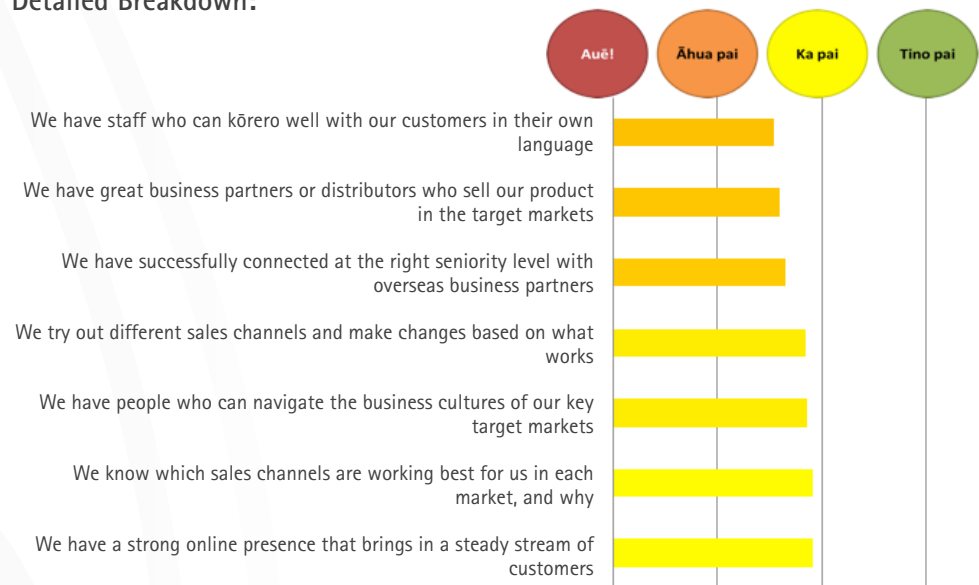 Detailed Breakdown:
Auē!
Āhua pai
Ka pai
Tino pai
We have staff who can kōrero well with our customers in their own
language
We have great business partners or distributors who sell our product
in the target markets
We have successfully connected at the right seniority level with
overseas business partners
We try out different sales channels and make changes based on what
works
We have people who can navigate the business cultures of our key
target markets
We know which sales channels are working best for us in each
market, and why
We have a strong online presence that brings in a steady stream of
customers